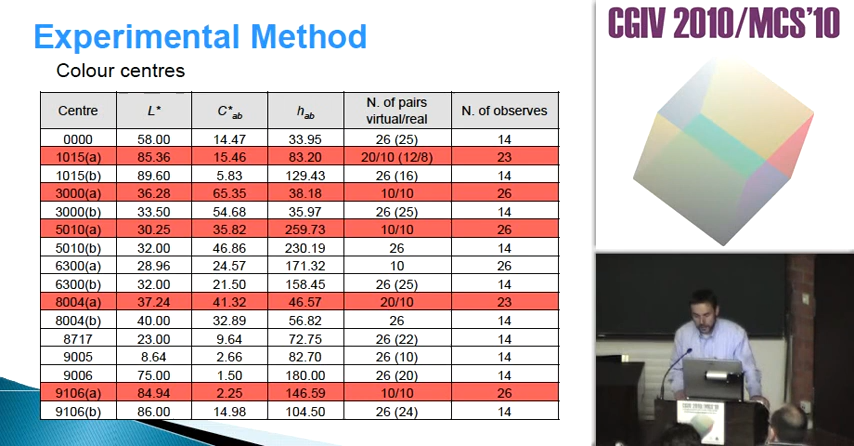 Experimental Method
Colour centres
Centre L* C*ab hab N. of pairs virtual/real N. of observes
0000 58.00 14.47 33.95 26 (25) 14
1015(a) 85.36 15.46 83.20 20/10 (12/8) 23
1015(b) 89.60 5.83 129.43 26 (16) 14
3000(a) 36.28 65.35 38.18 10/10 26
3000(b) 33.50 54.68 35.97 26 (25) 14
5010(a) 30.25 35.82 259.73 10/10 26
5010(b) 32.00 46.86 230.19 26 14
6300(a) 28.96 24.57 171.32 10 26
6300(b) 32.00 21.50 158.45 26 (25) 14
8004(a) 37.24 41.32 46.57 20/10 23
8004(b) 40.00 32.89 56.82 26 14
8717 23.00 9.64 72.75 26 (22) 14
9005 8.64 2.66 82.70 26 (10) 14
9006 75.00 1.50 180.00 26 (20) 14
9106(a) 84.94 2.25 146.59 10/10 26
9106(b) 86.00 14.98 104.50 26 (24) 14
CGIV 2010/MCS'10
CGIV 2010/MCS'10